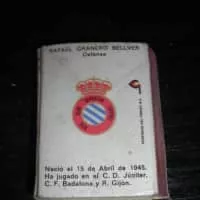 RAFAEL GRANERO BELLVER
Defensa
Nació el 15 de Abril de 1945.
Ha jugado en el C. D. Júpiter,
C. F. Badalona y R. Gijón.